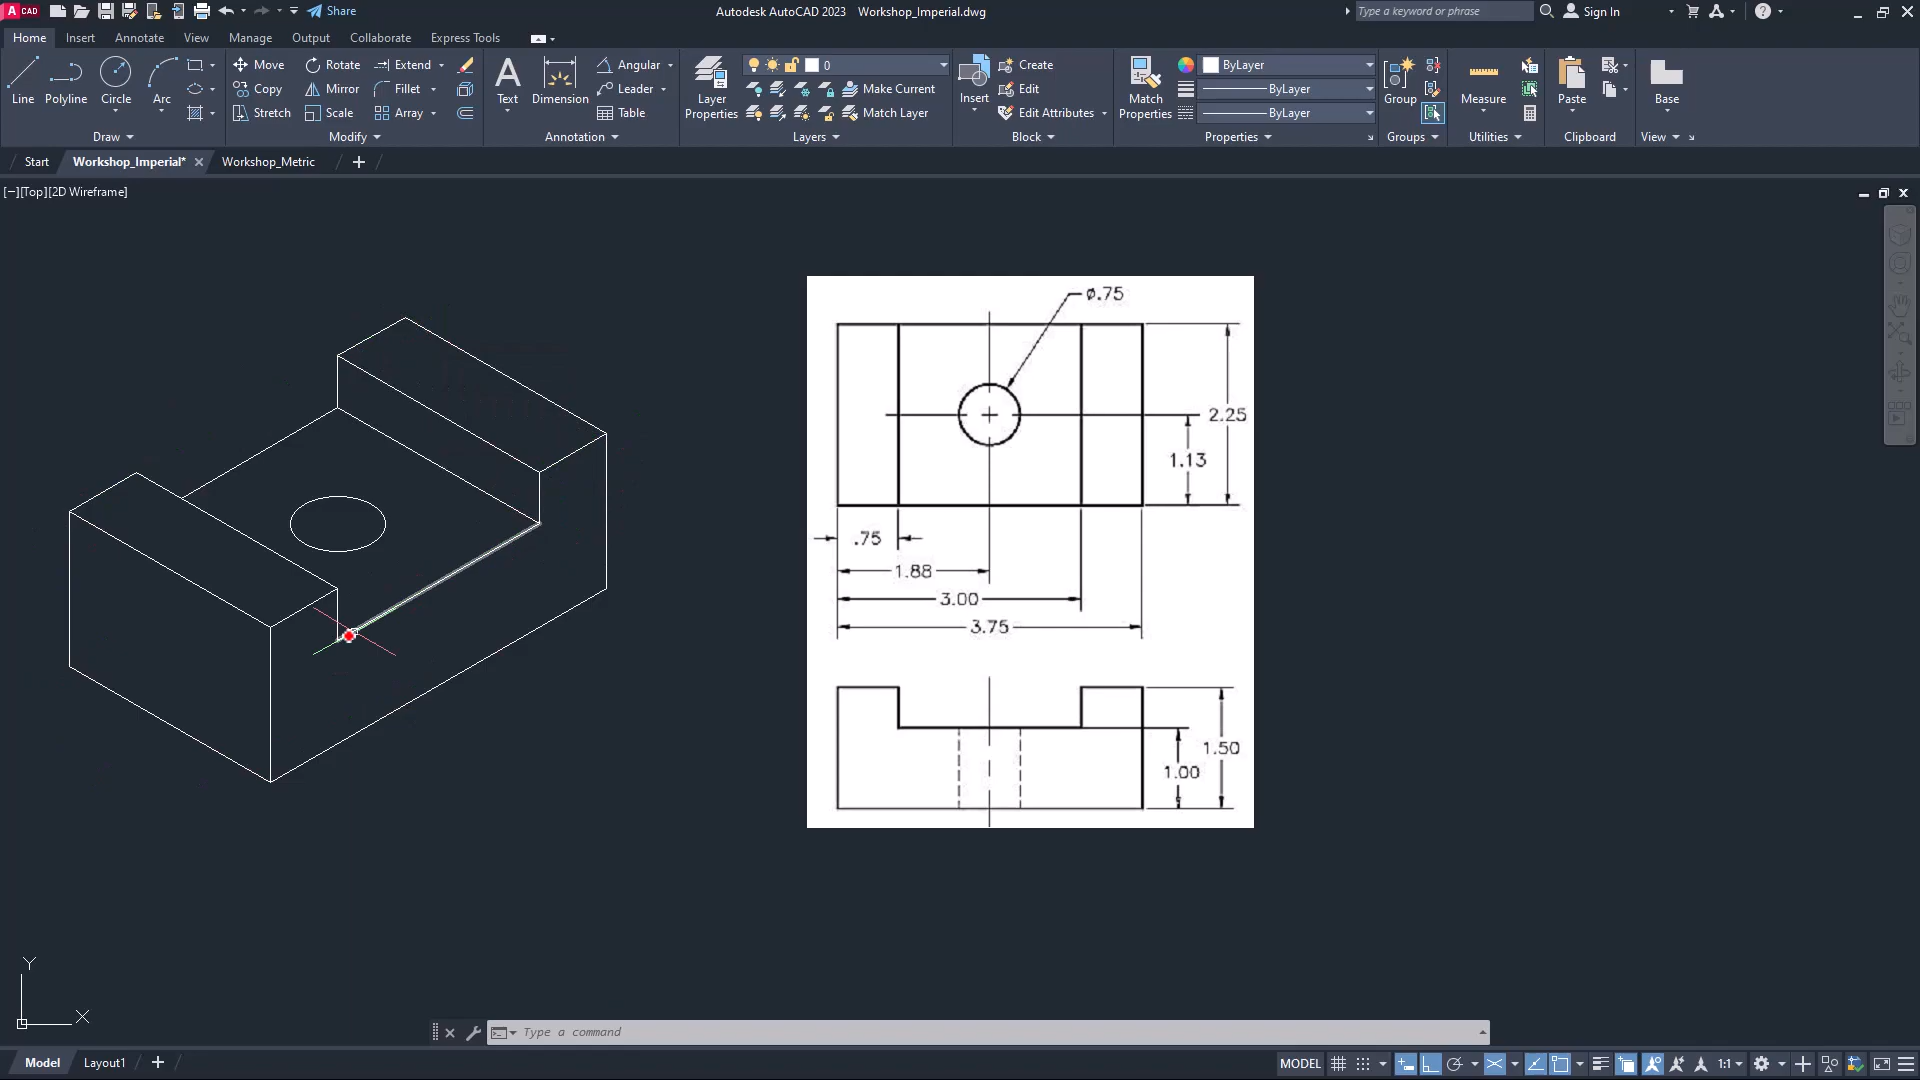 CAD
Share
Autodesk AutoCAD 2023 Workshop_Imperial.dwg
Type a keyword or phrase
Sign In
Home Insert Annotate View Manage Output Collaborate Express Tools
Line
Polyline
Circle
Arc
Draw
Move
Rotate
Extend
Copy
Mirror
Fillet
Stretch
Scale
Array
Modify
Text
Dimension
Angular
Leader
Table
Annotation
Layer
Properties
0
Make Current
Match Layer
Layers
Insert
Create
Edit
Edit Attributes
Block
Match
Properties
ByLayer
ByLayer
ByLayer
Properties
Group
Groups
Measure
Utilities
Paste
Clipboard
Base
View
Start Workshop_Imperial* Workshop_Metric
[−][Top][2D Wireframe]
ø.75
2.25
1.13
.75
1.88
3.00
3.75
1.50
1.00
Y
X
Type a command
Model Layout1
MODEL
1:1